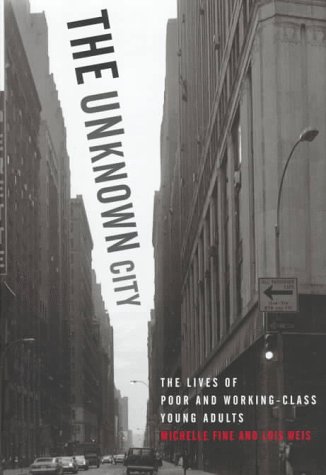 THE UNKNOWN CITY
THE LIVES OF
POOR AND WORKING-CLASS
YOUNG ADULTS
MICHELLE FINE AND LOIS WEIS